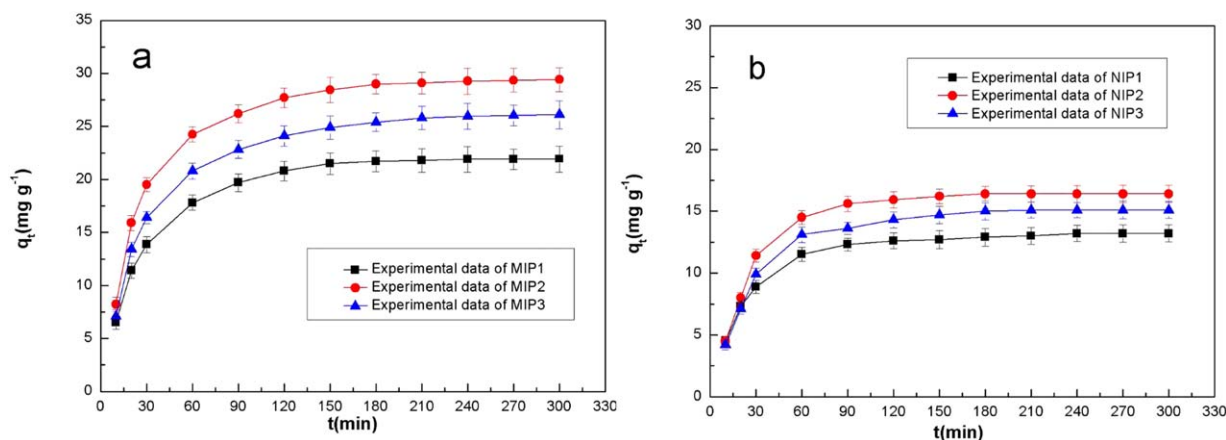 a
35
30
25
20
15
10
5
0
qt(mg g-1)
Experimental data of MIP1
Experimental data of MIP2
Experimental data of MIP3
0 30 60 90 120 150 180 210 240 270 300 330
t(min)
b
30
25
20
15
10
5
0
qt(mg g-1)
Experimental data of NIP1
Experimental data of NIP2
Experimental data of NIP3
0 30 60 90 120 150 180 210 240 270 300 330
t(min)